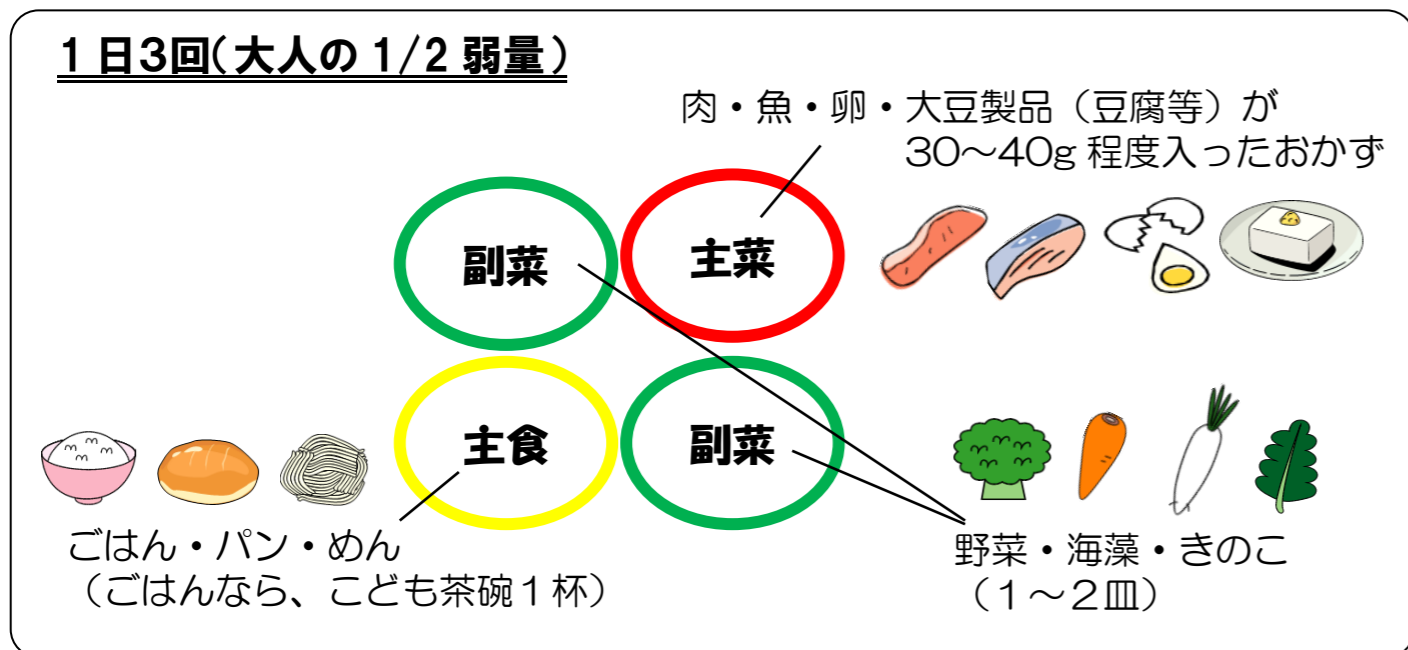 1日3回(大人の1/2弱量)
肉・魚・卵・大豆製品(豆腐等)が
30~40g程度入ったおかず
副菜
主菜
主食
副菜
ごはん・パン・めん
(ごはんなら、こども茶碗1杯)
野菜・海藻・きのこ
(1~2皿)